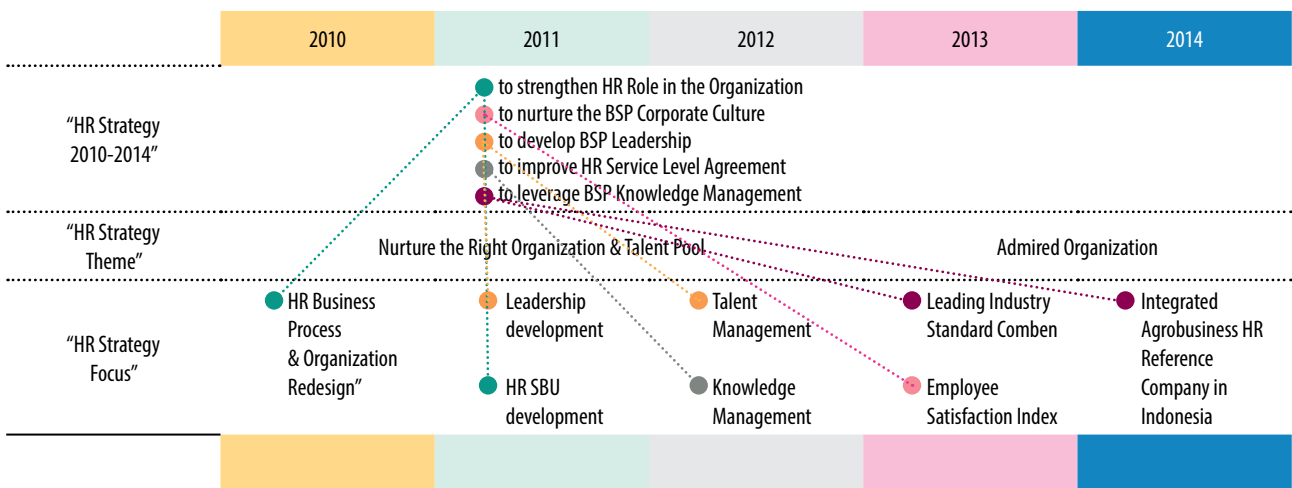 2010
2011
2012
2013
2014
“HR Strategy
2010-2014”
to strengthen HR Role in the Organization
to nurture the BSP Corporate Culture
to develop BSP Leadership
to improve HR Service Level Agreement
to leverage BSP Knowledge Management
“HR Strategy
Theme”
Nurture the Right Organization & Talent Pool
Admired Organization
“HR Strategy
Focus”
HR Business
Process
& Organization
Redesign”
Leadership
development
HR SBU
development
Talent
Management
Knowledge
Management
Leading Industry
Standard Comben
Employee
Satisfaction Index
Integrated
Agrobusiness HR
Reference
Company in
Indonesia